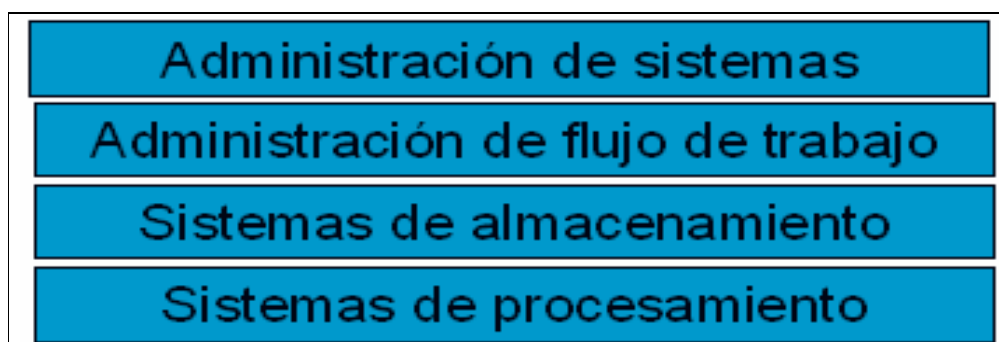 Administración de sistemas
Administración de flujo de trabajo
Sistemas de almacenamiento
Sistemas de procesamiento